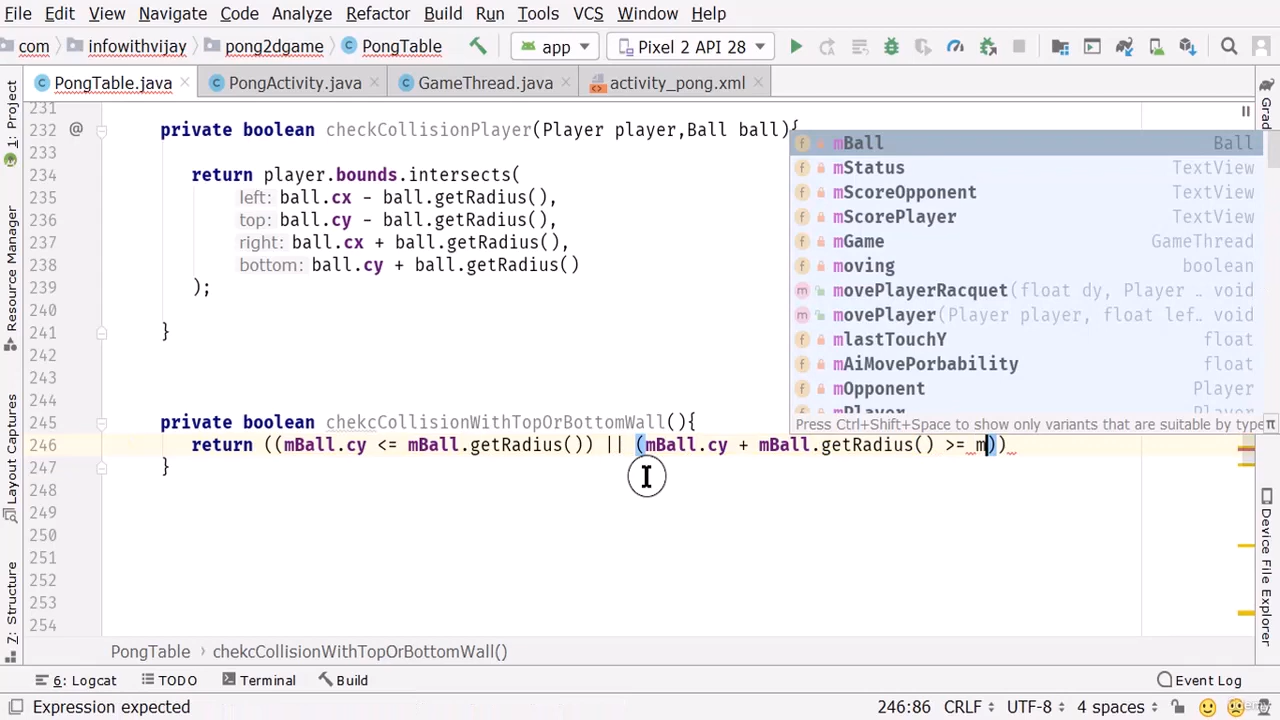 File Edit View Navigate Code Analyze Refactor Build Run Tools VCS Window Help
com infowithvijay pong2dgame PongTable app Pixel 2 API 28
PongTable.java PongActivity.java GameThread.java activity_pong.xml
231
232 @ private boolean checkCollisionPlayer(Player player,Ball ball){
233
234 return player.bounds.intersects(
235 left: ball.cx - ball.getRadius(),
236 top: ball.cy - ball.getRadius(),
237 right: ball.cx + ball.getRadius(),
238 bottom: ball.cy + ball.getRadius()
239 );
240
241 }
242
243
245 private boolean chekcCollisionWithTopOrBottomWall(){
246 return ((mBall.cy <= mBall.getRadius()) || (mBall.cy + mBall.getRadius() >= m))
247 }
248
249
250
251
252
253
254
mBall Ball
mStatus TextView
mScoreOpponent TextView
mScorePlayer TextView
mGame GameThread
moving boolean
movePlayerRacquet(float dy, Player .. void
movePlayer(Player player, float lef.. void
mlastTouchY float
mAiMovePorbability float
mOpponent Player
mPlayer Player
Press Ctrl+Shift+Space to show only variants that are suitable by type π
1: Project
Resource Manager
Layout Captures
Z: Structure
Grad
Device File Explorer
PongTable chekcCollisionWithTopOrBottomWall()
6: Logcat TODO Terminal Build Event Log
Expression expected 246:86 CRLF UTF-8 4 spaces